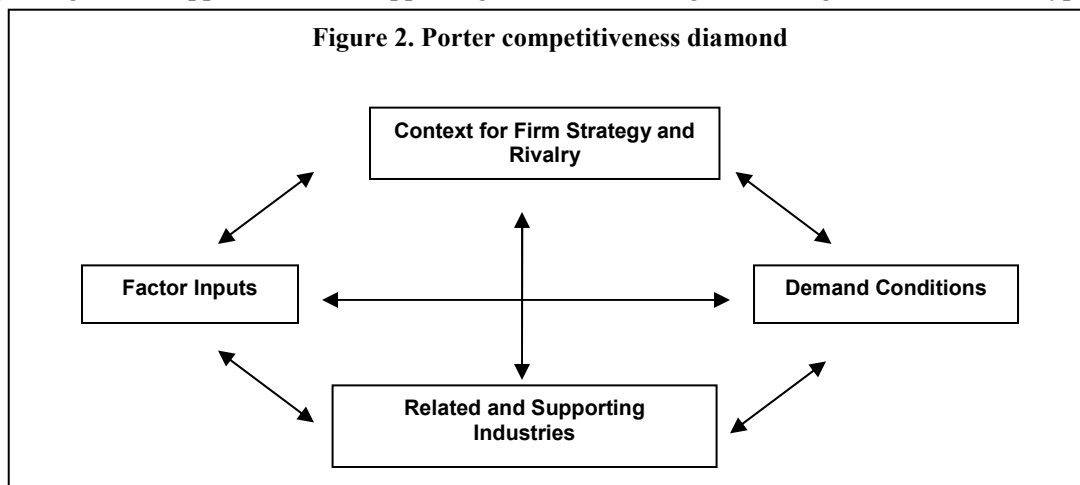 Figure 2. Porter competitiveness diamond
Context for Firm Strategy and
Rivalry
Factor Inputs
Demand Conditions
Related and Supporting
Industries